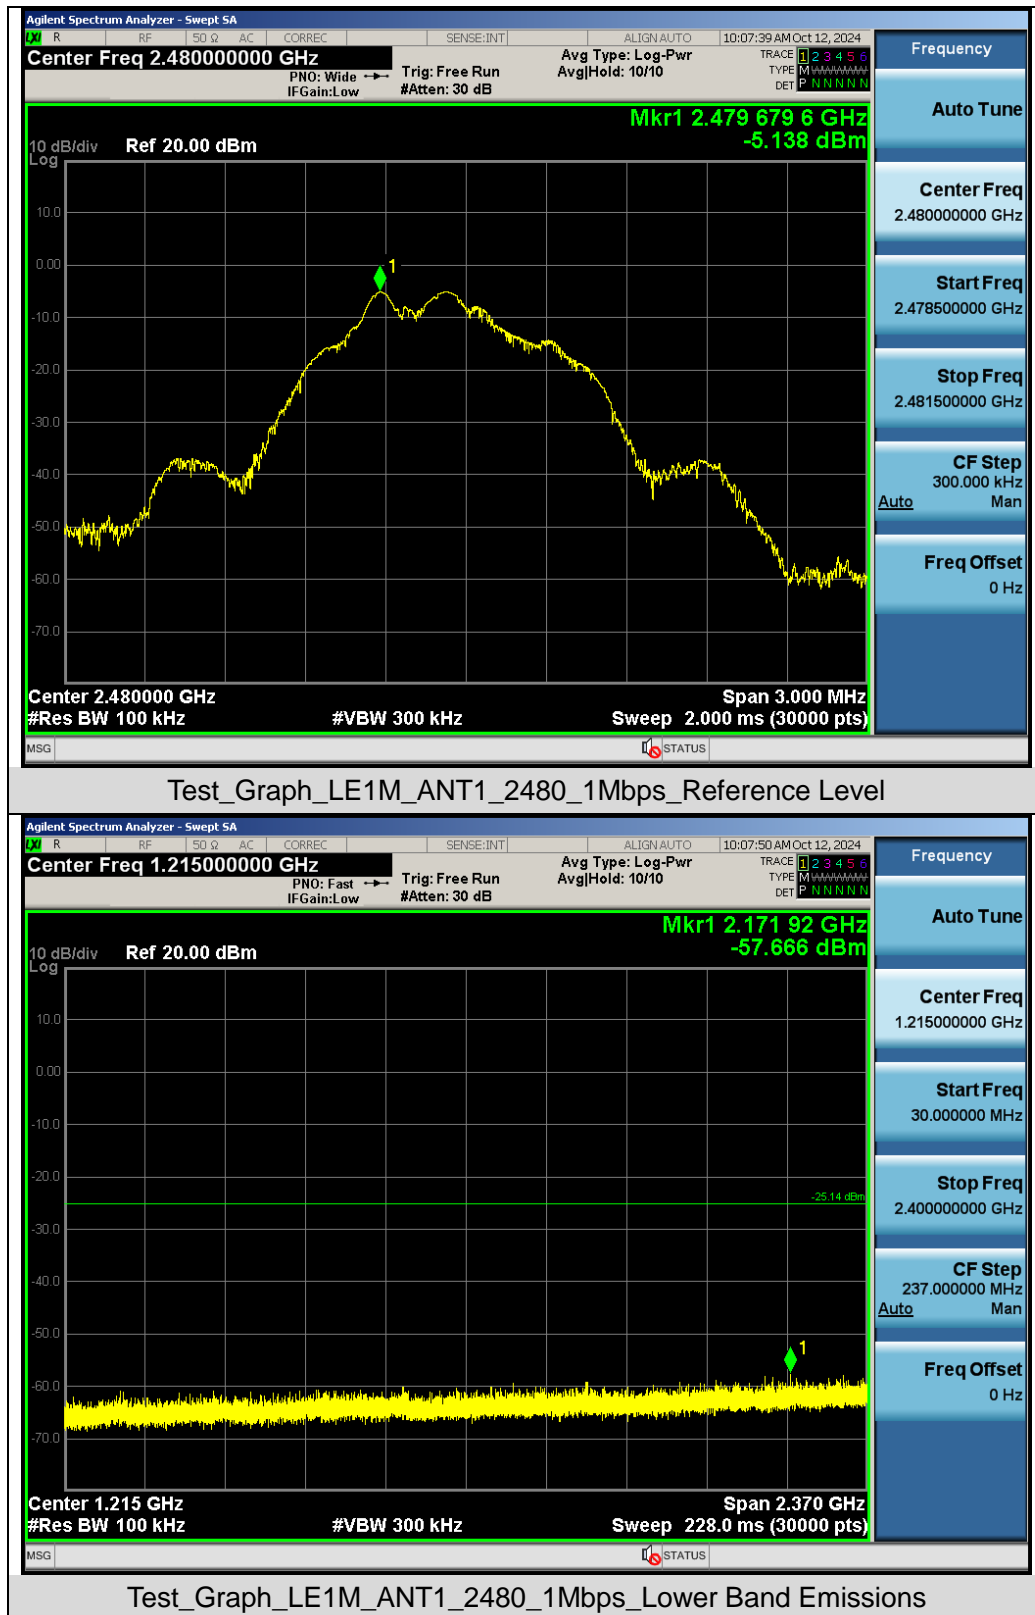 Agilent Spectrum Analyzer - Swept SA
LXI R RF 50 Ω AC CORREC SENSE:INT ALIGN AUTO 10:07:39 AM Oct 12, 2024
Center Freq 2.480000000 GHz
PNO: Wide
IFGain:Low
Trig: Free Run
#Atten: 30 dB
Avg Type: Log-Pwr
Avg|Hold: 10/10
TRACE 1 2 3 4 5 6
TYPE M
DET P N N N N N
Mkr1 2.479 679 6 GHz
-5.138 dBm
10 dB/div
Log
Ref 20.00 dBm
10.0
0.00
1
-10.0
-20.0
-30.0
-40.0
-50.0
-60.0
-70.0
Center 2.480000 GHz
#Res BW 100 kHz
#VBW 300 kHz
Span 3.000 MHz
Sweep 2.000 ms (30000 pts)
MSG
STATUS
Frequency
Auto Tune
Center Freq
2.480000000 GHz
Start Freq
2.478500000 GHz
Stop Freq
2.481500000 GHz
CF Step
300.000 kHz
Auto Man
Freq Offset
0 Hz
Test_Graph_LE1M_ANT1_2480_1Mbps_Reference Level
Agilent Spectrum Analyzer - Swept SA
LXI R RF 50 Ω AC CORREC SENSE:INT ALIGN AUTO 10:07:50 AM Oct 12, 2024
Center Freq 1.215000000 GHz
PNO: Fast
IFGain:Low
Trig: Free Run
#Atten: 30 dB
Avg Type: Log-Pwr
Avg|Hold: 10/10
TRACE 1 2 3 4 5 6
TYPE M
DET P N N N N N
Mkr1 2.171 92 GHz
-57.666 dBm
10 dB/div
Log
Ref 20.00 dBm
10.0
0.00
-10.0
-20.0
-25.14 dBm
-30.0
-40.0
-50.0
1
-60.0
-70.0
Center 1.215 GHz
#Res BW 100 kHz
#VBW 300 kHz
Span 2.370 GHz
Sweep 228.0 ms (30000 pts)
MSG
STATUS
Frequency
Auto Tune
Center Freq
1.215000000 GHz
Start Freq
30.000000 MHz
Stop Freq
2.400000000 GHz
CF Step
237.000000 MHz
Auto Man
Freq Offset
0 Hz
Test_Graph_LE1M_ANT1_2480_1Mbps_Lower Band Emissions